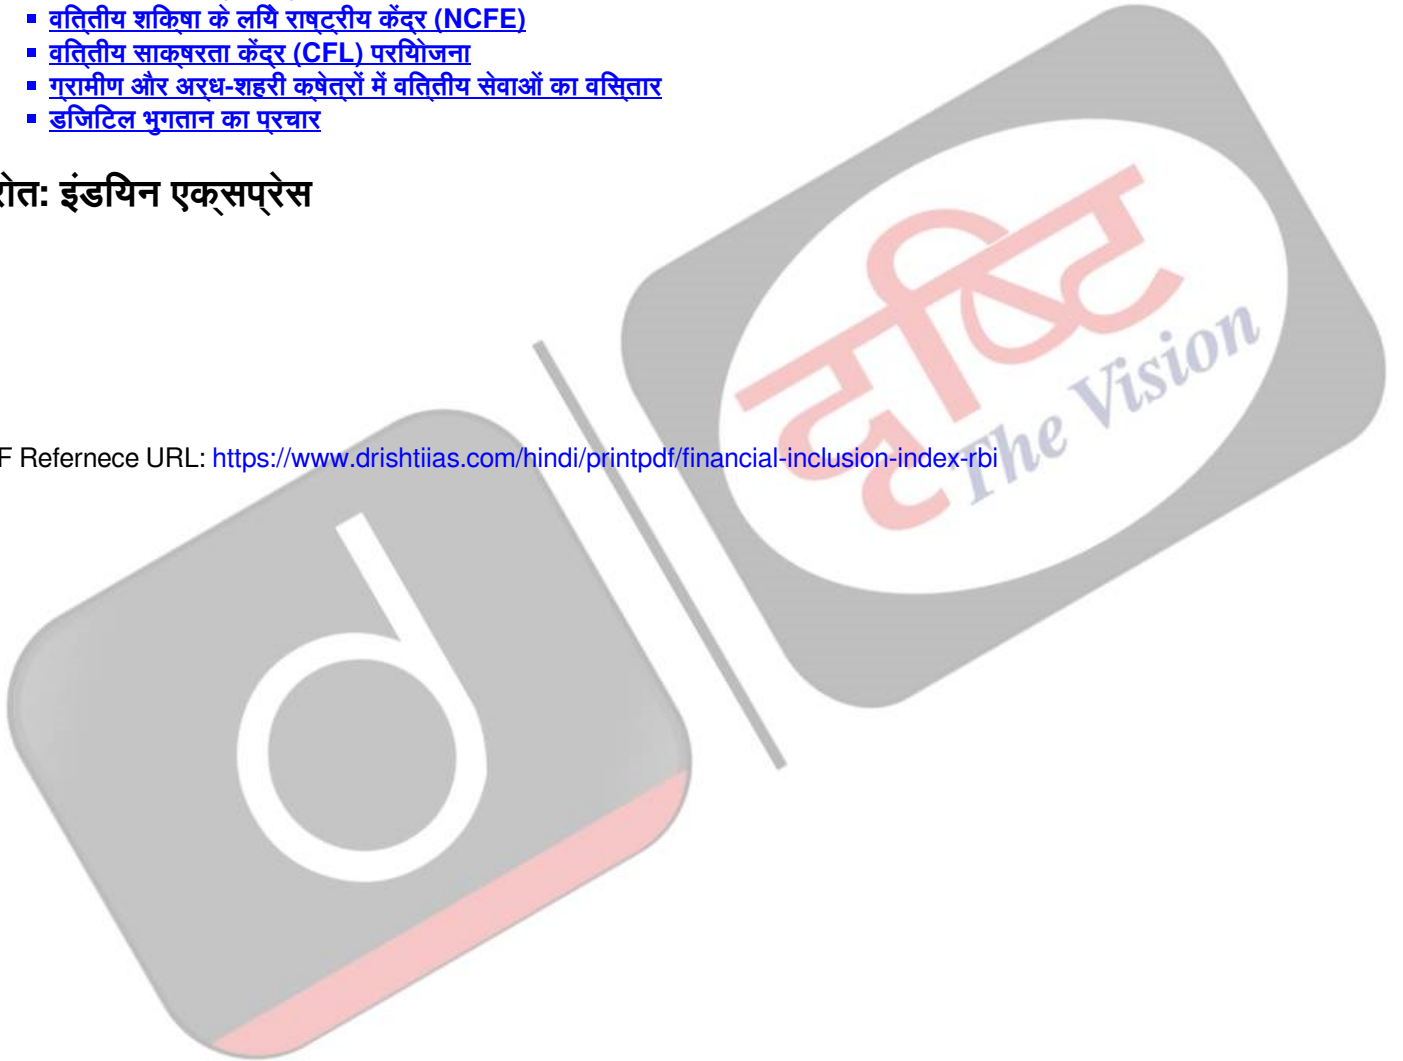 वित्तीय शिक्षा के लिये राष्ट्रीय केंद्र (NCFE)
वित्तीय साक्षरता केंद्र (CFL) परियोजना
ग्रामीण और अर्ध-शहरी क्षेत्रों में वित्तीय सेवाओं का विस्तार
डिजिटल भुगतान का प्रचार
रोत: इंडियन एक्सप्रेस
F Refernece URL: https://www.drishtiias.com/hindi/printpdf/financial-inclusion-index-rbi
दृष्टि
The Vision
d